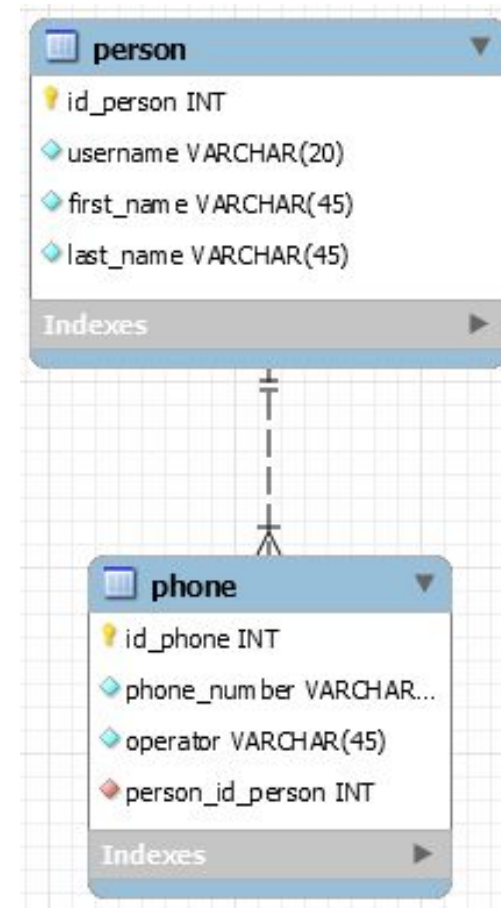 person
id_person INT
username VARCHAR(20)
first_name VARCHAR(45)
last_name VARCHAR(45)
Indexes
phone
id_phone INT
phone_number VARCHAR...
operator VARCHAR(45)
person_id_person INT
Indexes